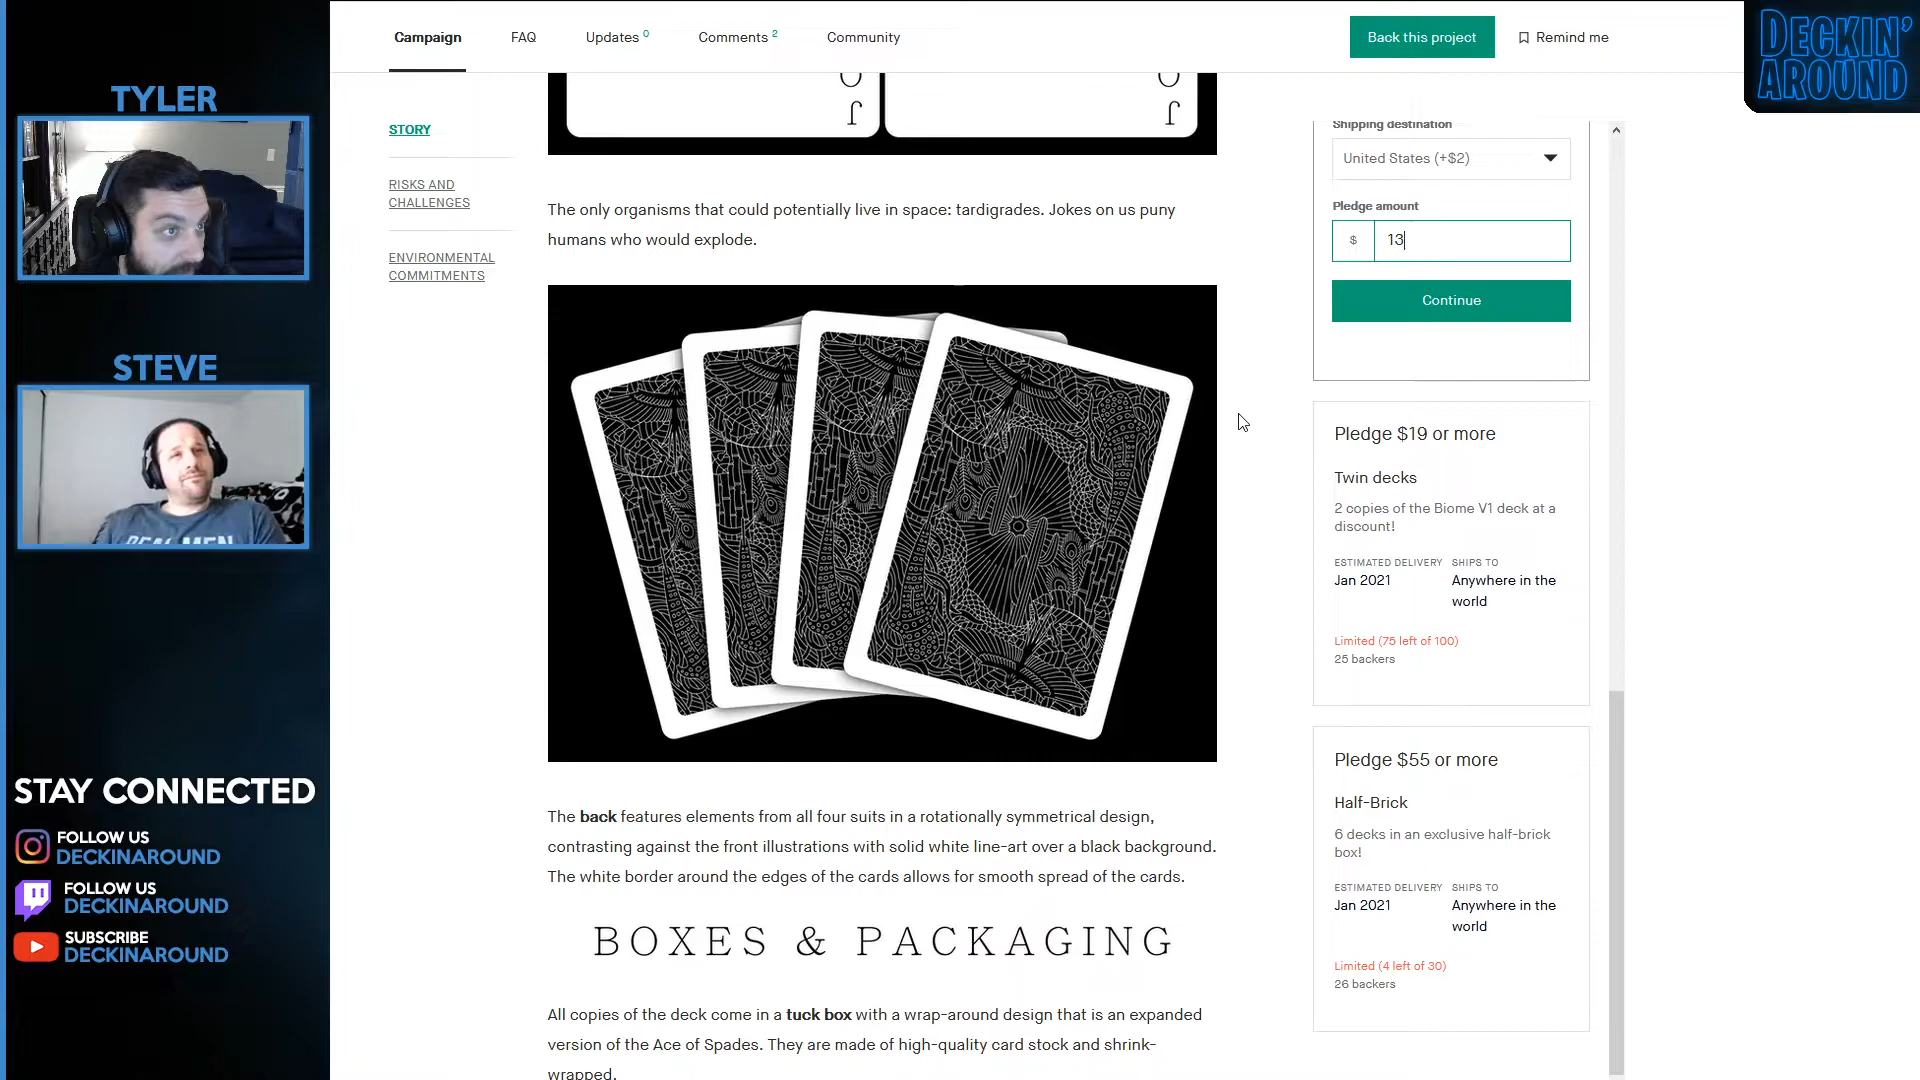 Campaign
FAQ
Updates 0
Comments 2
Community
Back this project
Remind me
DECKIN'
AROUND
TYLER
STEVE
STAY CONNECTED
FOLLOW US
DECKINAROUND
FOLLOW US
DECKINAROUND
SUBSCRIBE
DECKINAROUND
STORY
RISKS AND
CHALLENGES
ENVIRONMENTAL
COMMITMENTS
J
J
The only organisms that could potentially live in space: tardigrades. Jokes on us puny
humans who would explode.
The back features elements from all four suits in a rotationally symmetrical design,
contrasting against the front illustrations with solid white line-art over a black background.
The white border around the edges of the cards allows for smooth spread of the cards.
BOXES & PACKAGING
All copies of the deck come in a tuck box with a wrap-around design that is an expanded
version of the Ace of Spades. They are made of high-quality card stock and shrink-
wrapped.
Shipping destination
United States (+$2)
Pledge amount
$ 13
Continue
Pledge $19 or more
Twin decks
2 copies of the Biome V1 deck at a
discount!
ESTIMATED DELIVERY SHIPS TO
Jan 2021 Anywhere in the
world
Limited (75 left of 100)
25 backers
Pledge $55 or more
Half-Brick
6 decks in an exclusive half-brick
box!
ESTIMATED DELIVERY SHIPS TO
Jan 2021 Anywhere in the
world
Limited (4 left of 30)
26 backers